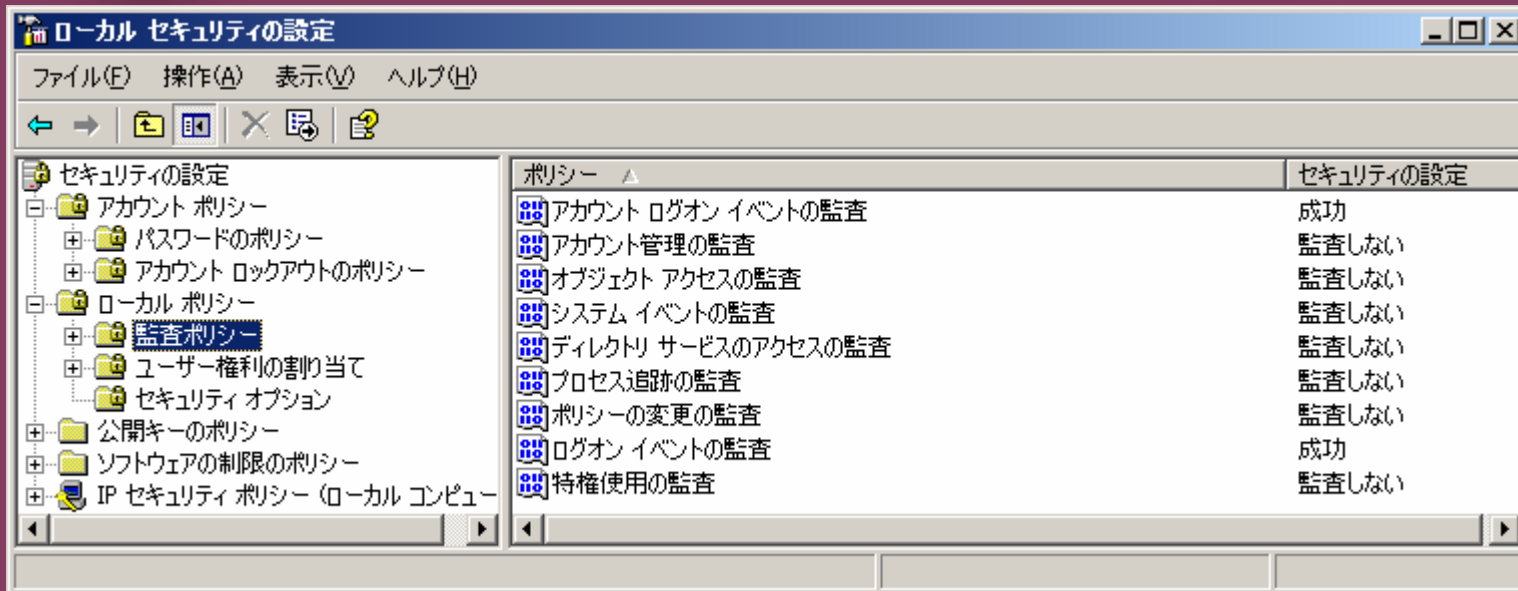 ローカル セキュリティの設定
ファイル(F) 操作(A) 表示(V) ヘルプ(H)
セキュリティの設定
アカウント ポリシー
パスワードのポリシー
アカウント ロックアウトのポリシー
ローカル ポリシー
監査ポリシー
ユーザー権利の割り当て
セキュリティ オプション
公開キーのポリシー
ソフトウェアの制限のポリシー
IP セキュリティ ポリシー (ローカル コンピュー
ポリシー セキュリティの設定
アカウント ログオン イベントの監査 成功
アカウント管理の監査 監査しない
オブジェクト アクセスの監査 監査しない
システム イベントの監査 監査しない
ディレクトリ サービスのアクセスの監査 監査しない
プロセス追跡の監査 監査しない
ポリシーの変更の監査 監査しない
ログオン イベントの監査 成功
特権使用の監査 監査しない